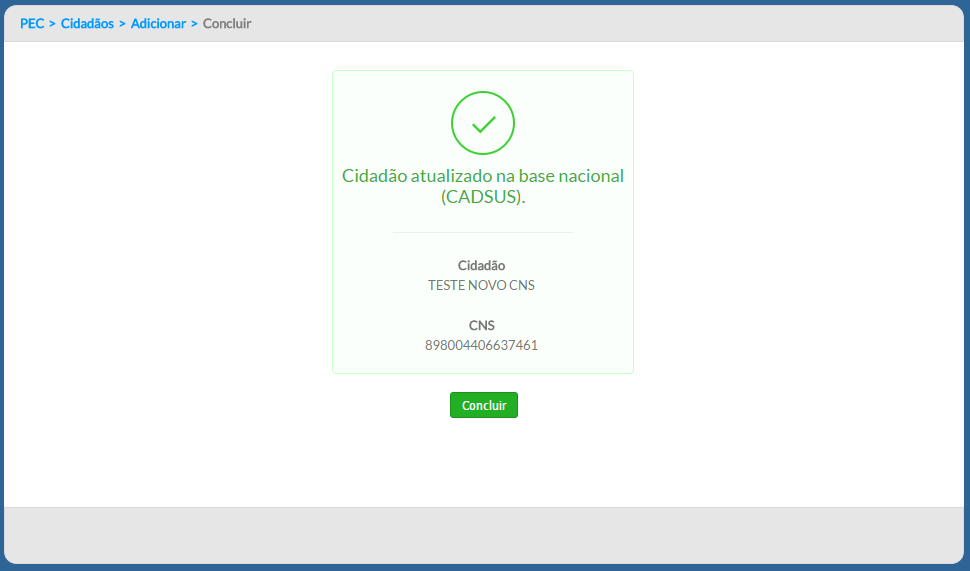 PEC > Cidadãos > Adicionar > Concluir
Cidadão atualizado na base nacional
(CADSUS).
Cidadão
TESTE NOVO CNS
CNS
898004406637461
Concluir